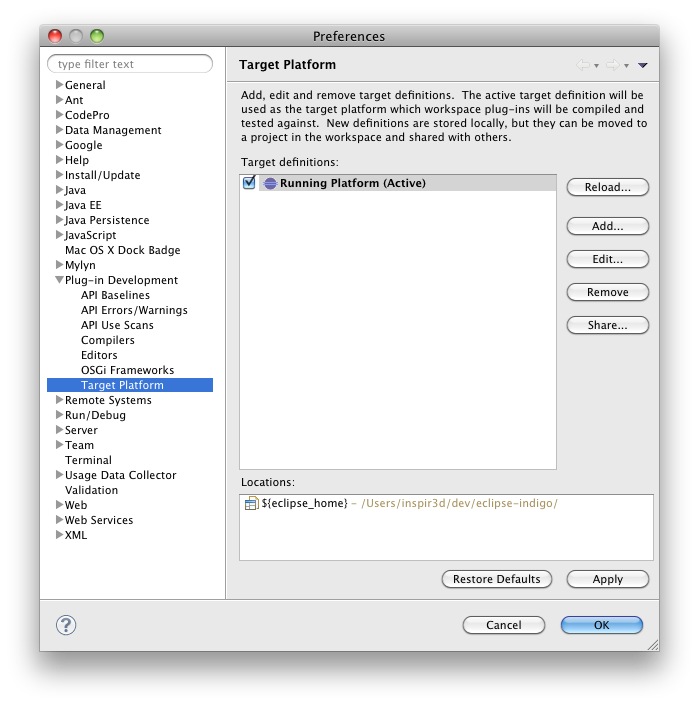 Preferences
type filter text
General
Ant
CodePro
Data Management
Google
Help
Install/Update
Java
Java EE
Java Persistence
JavaScript
Mac OS X Dock Badge
Mylyn
Plug-in Development
API Baselines
API Errors/Warnings
API Use Scans
Compilers
Editors
OSGi Frameworks
Target Platform
Remote Systems
Run/Debug
Server
Team
Terminal
Usage Data Collector
Validation
Web
Web Services
XML
Target Platform
Add, edit and remove target definitions.  The active target definition will be
used as the target platform which workspace plug-ins will be compiled and
tested against.  New definitions are stored locally, but they can be moved to
a project in the workspace and shared with others.
Target definitions:
Running Platform (Active)
Reload...
Add...
Edit...
Remove
Share...
Locations:
${eclipse_home} – /Users/inspir3d/dev/eclipse-indigo/
Restore Defaults
Apply
?
Cancel
OK